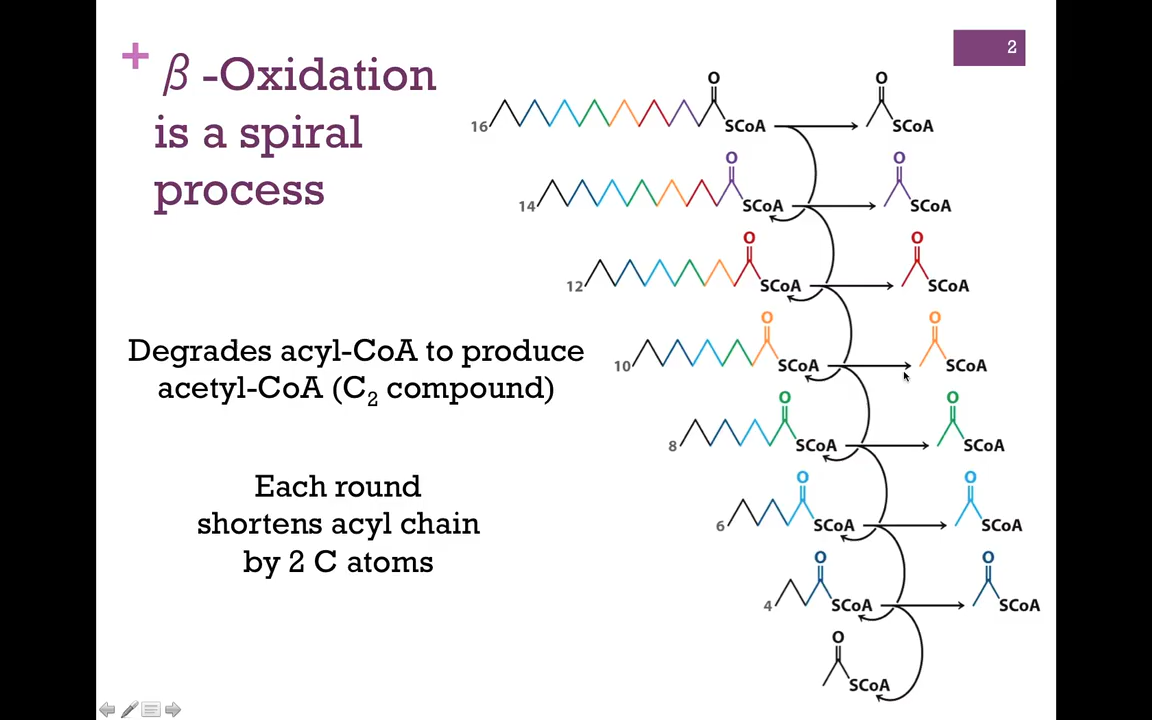 2
+ β -Oxidation
is a spiral
process
Degrades acyl-CoA to produce
acetyl-CoA (C₂ compound)
Each round
shortens acyl chain
by 2 C atoms
O O
16 SCoA SCoA
O O
14 SCoA SCoA
O O
12 SCoA SCoA
O O
10 SCoA SCoA
O O
8 SCoA SCoA
O O
6 SCoA SCoA
O O
4 SCoA SCoA
O
SCoA